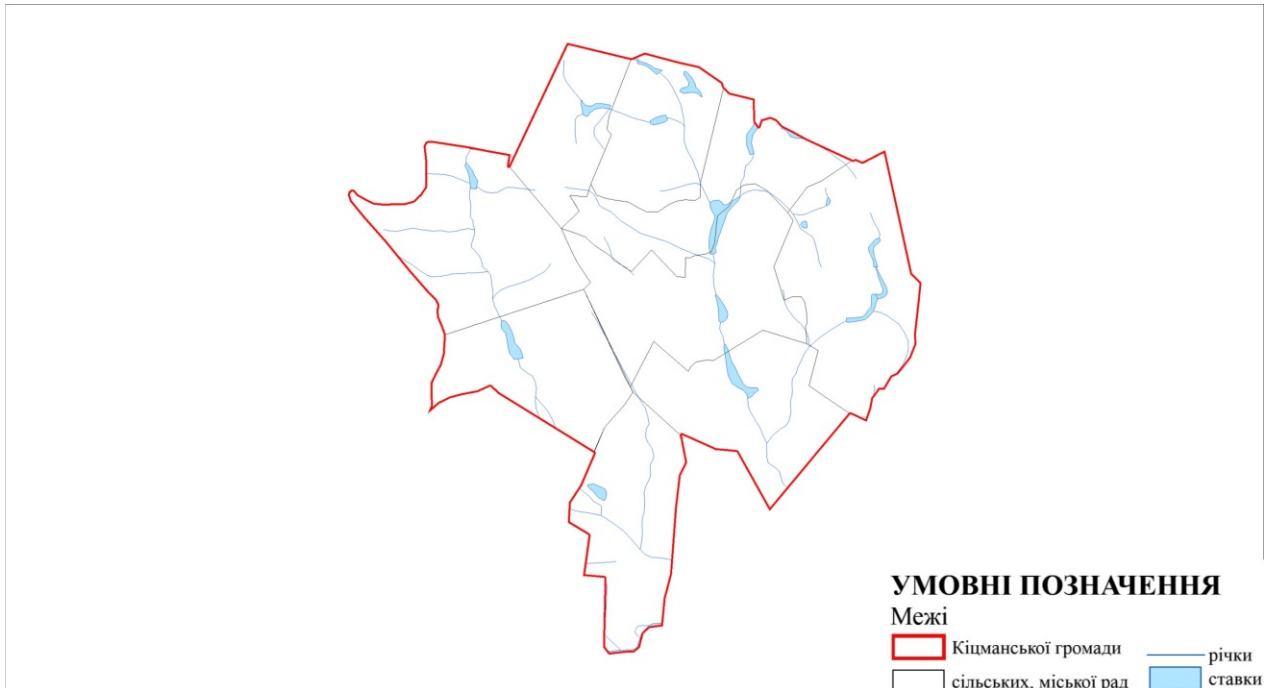 УМОВНІ ПОЗНАЧЕННЯ
Межі
Кіцманської громади
річки
сільських, міської рад
ставки